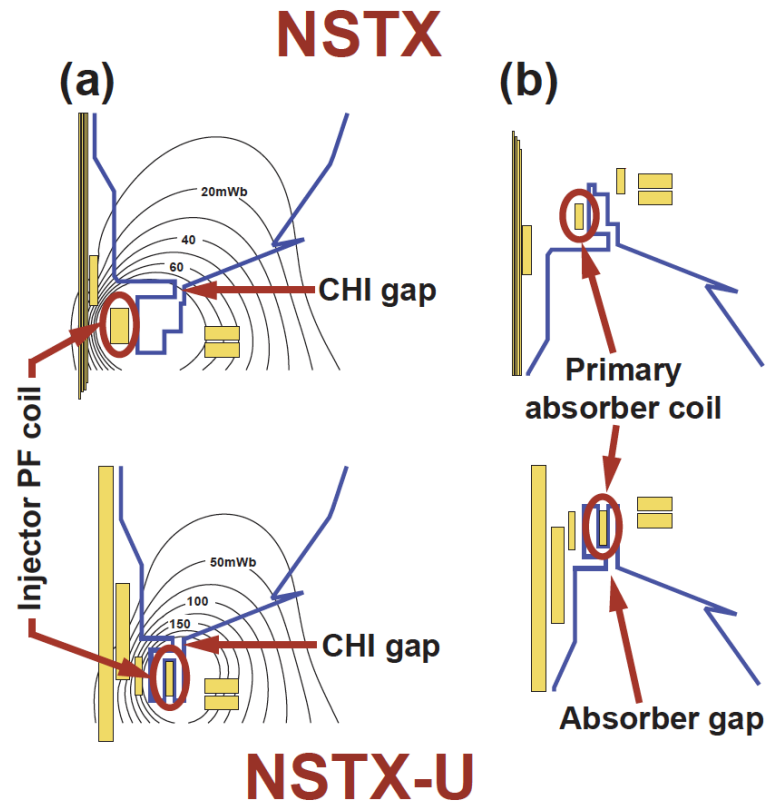 NSTX
(a)
(b)
20mWb
40
60
CHI gap
Injector PF coil
Primary
absorber coil
50mWb
100
150
CHI gap
Absorber gap
NSTX-U